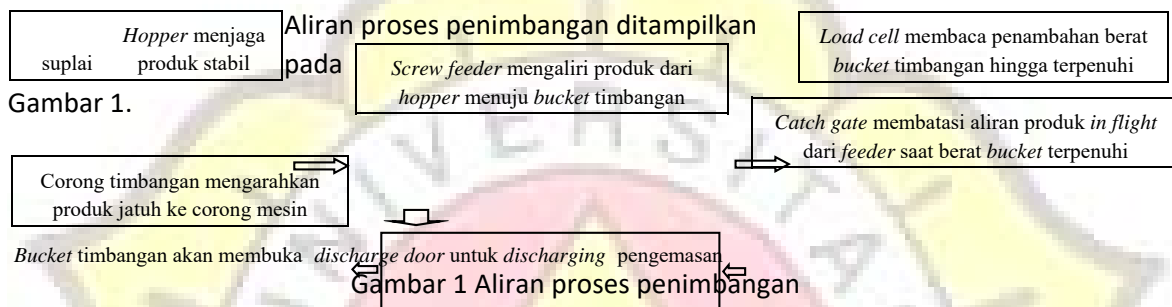 Aliran proses penimbangan ditampilkan
pada
Gambar 1.
Hopper menjaga
suplai produk stabil
Screw feeder mengaliri produk dari
hopper menuju bucket timbangan
Load cell membaca penambahan berat
bucket timbangan hingga terpenuhi
Catch gate membatasi aliran produk in flight
dari feeder saat berat bucket terpenuhi
Bucket timbangan akan membuka discharge door untuk discharging pengemasan
Corong timbangan mengarahkan
produk jatuh ke corong mesin
Gambar 1 Aliran proses penimbangan
UNIVERSITA